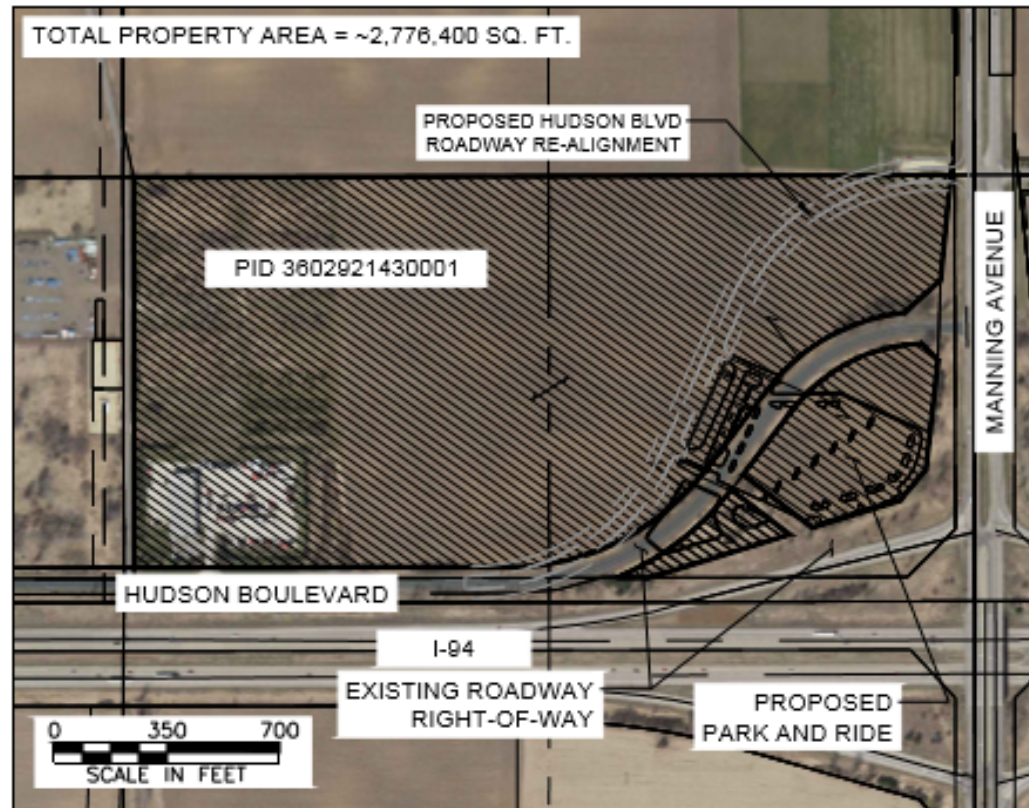 TOTAL PROPERTY AREA = ~2,776,400 SQ. FT.
PROPOSED HUDSON BLVD
ROADWAY RE-ALIGNMENT
PID 3602921430001
MANNING AVENUE
HUDSON BOULEVARD
I-94
EXISTING ROADWAY
RIGHT-OF-WAY
PROPOSED
PARK AND RIDE
0 350 700
SCALE IN FEET